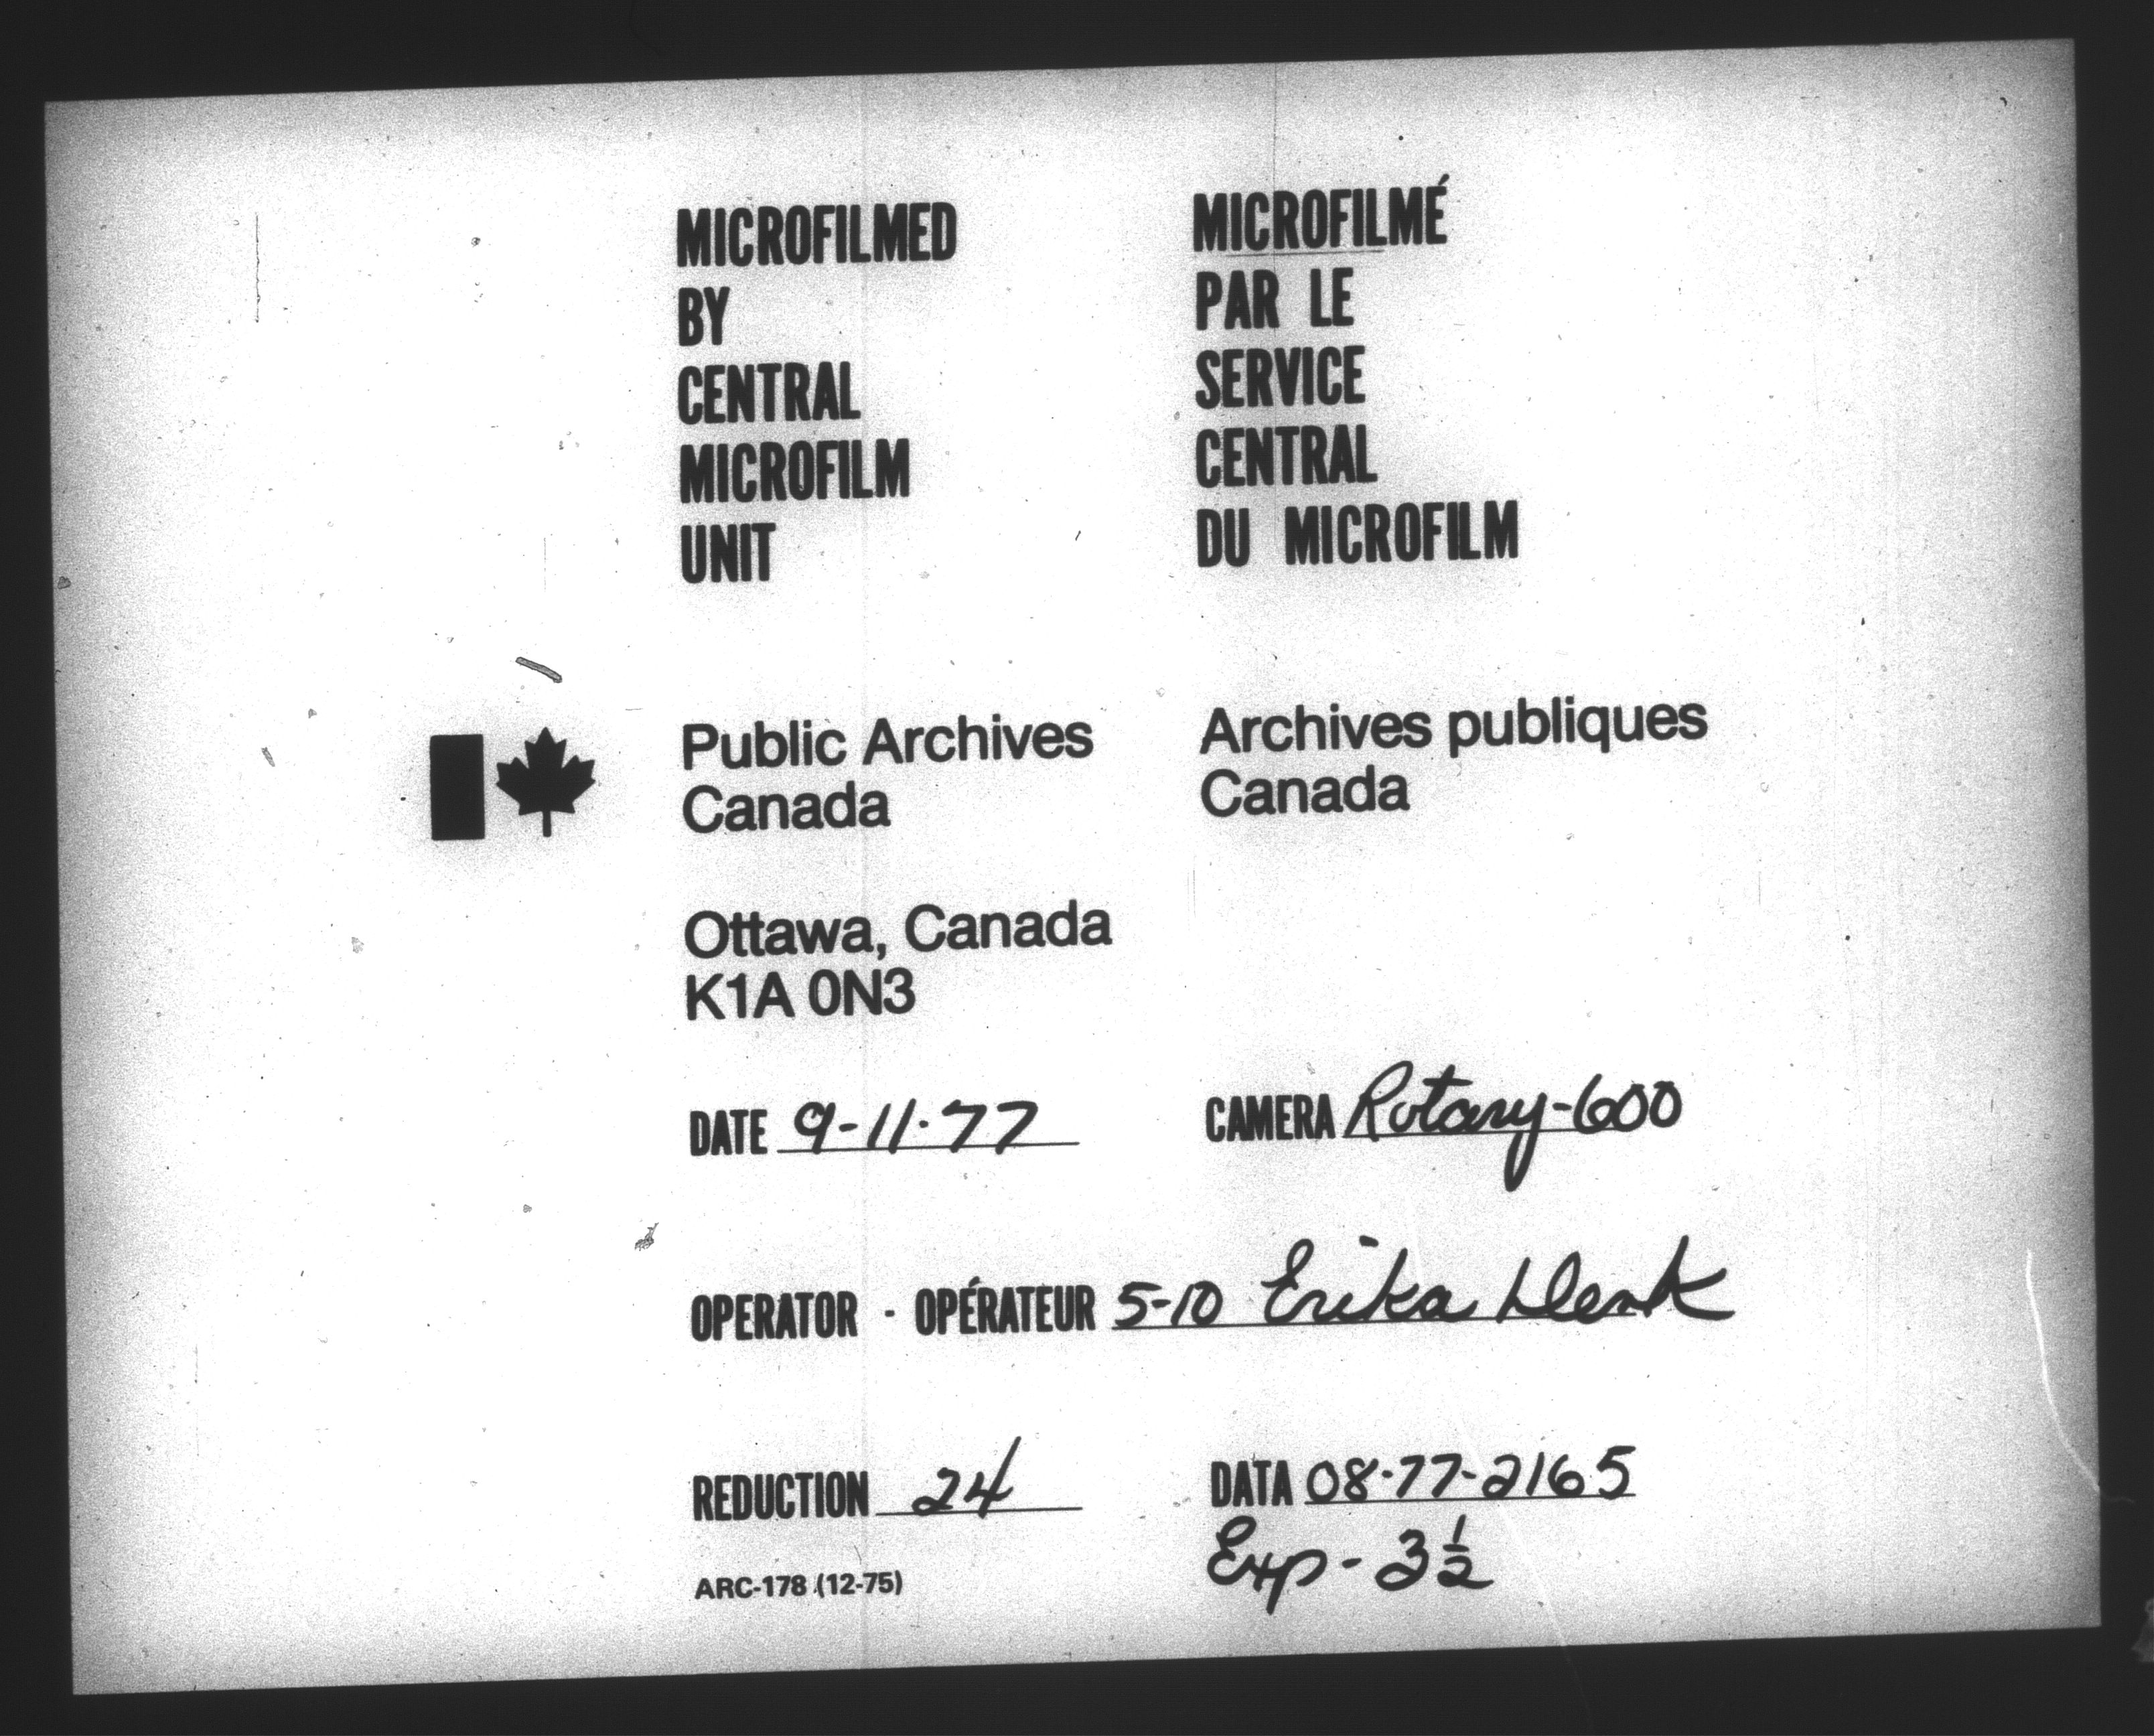 MICROFILMED
BY
CENTRAL
MICROFILM
UNIT
MICROFILMÉ
PAR LE
SERVICE
CENTRAL
DU MICROFILM
Public Archives
Canada
Archives publiques
Canada
Ottawa, Canada
K1A 0N3
DATE 9-11-77
CAMERA Rotary-600
OPERATOR - OPÉRATEUR 5-10 Erika Denk
REDUCTION 24
DATA 08-77-2165
Exp - 3½
ARC-178 (12-75)